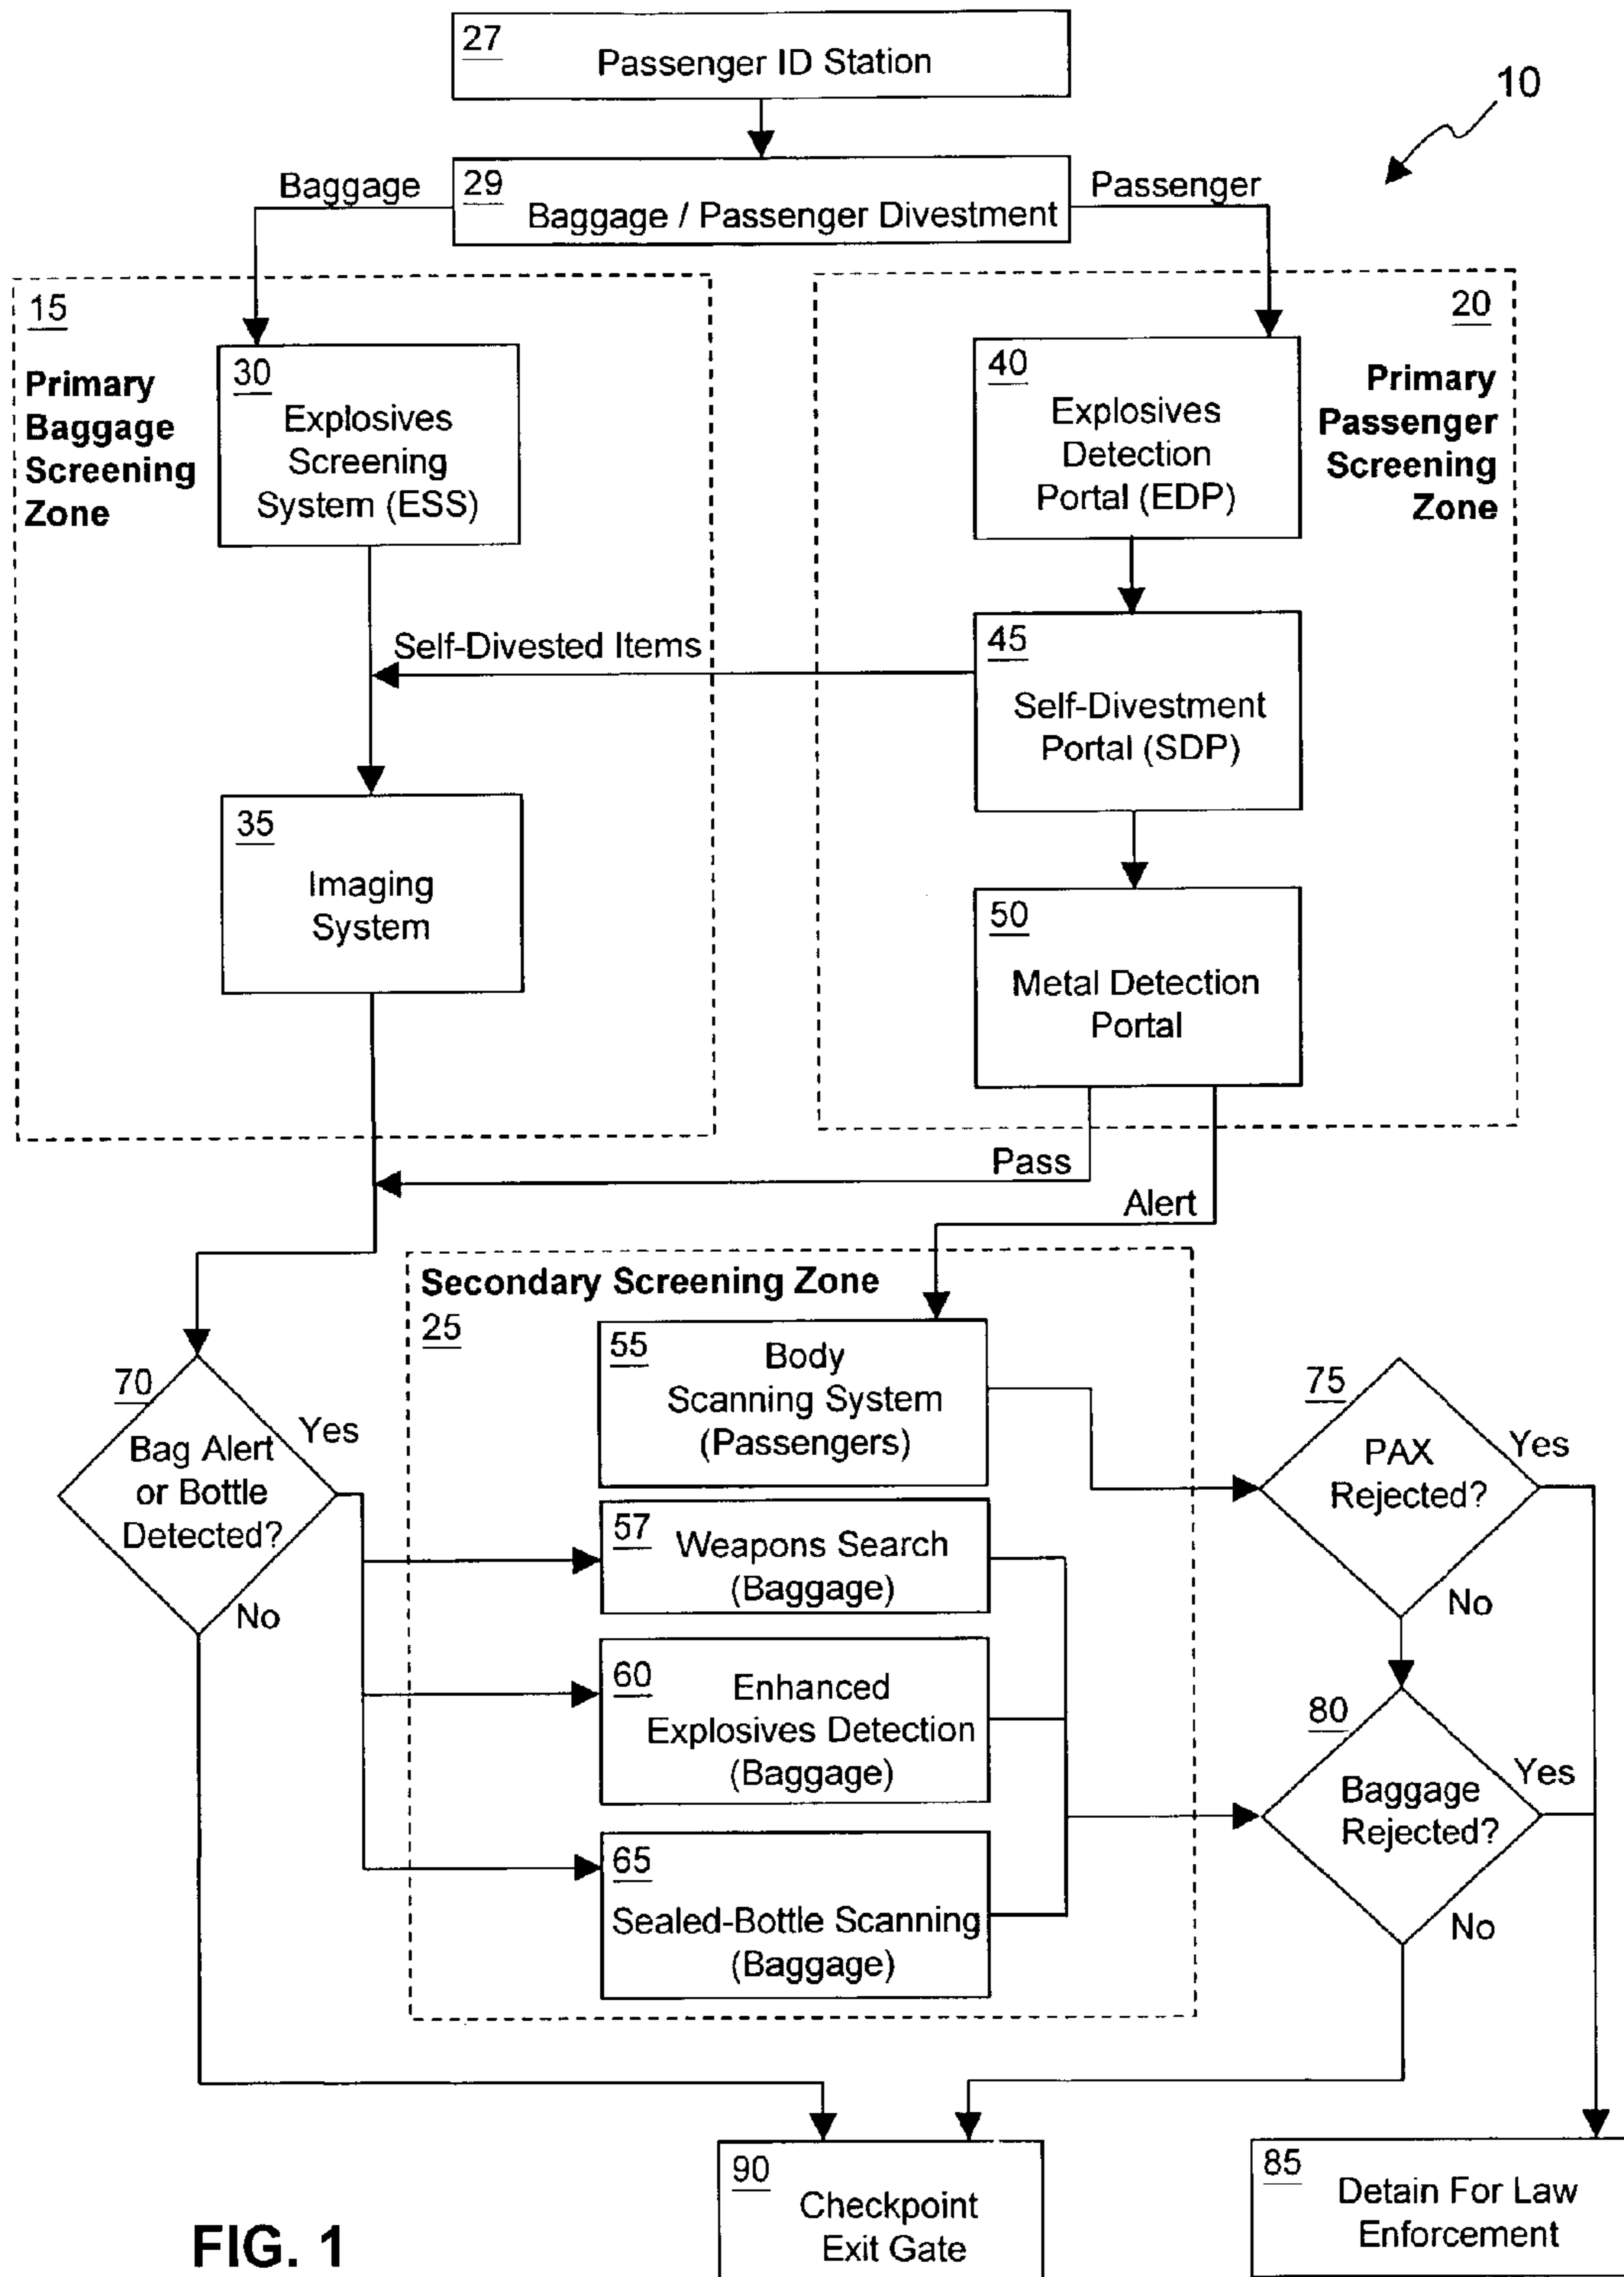 27
Passenger ID Station
10
Baggage
29
Baggage / Passenger Divestment
Passenger
15
Primary
Baggage
Screening
Zone
30
Explosives
Screening
System (ESS)
20
Primary
Passenger
Screening
Zone
40
Explosives
Detection
Portal (EDP)
Self-Divested Items
45
Self-Divestment
Portal (SDP)
35
Imaging
System
50
Metal Detection
Portal
Pass
Alert
Secondary Screening Zone
25
55
Body
Scanning System
(Passengers)
70
Bag Alert
or Bottle
Detected?
Yes
No
57
Weapons Search
(Baggage)
60
Enhanced
Explosives Detection
(Baggage)
65
Sealed-Bottle Scanning
(Baggage)
75
PAX
Rejected?
Yes
No
80
Baggage
Rejected?
Yes
No
90
Checkpoint
Exit Gate
85
Detain For Law
Enforcement
FIG. 1